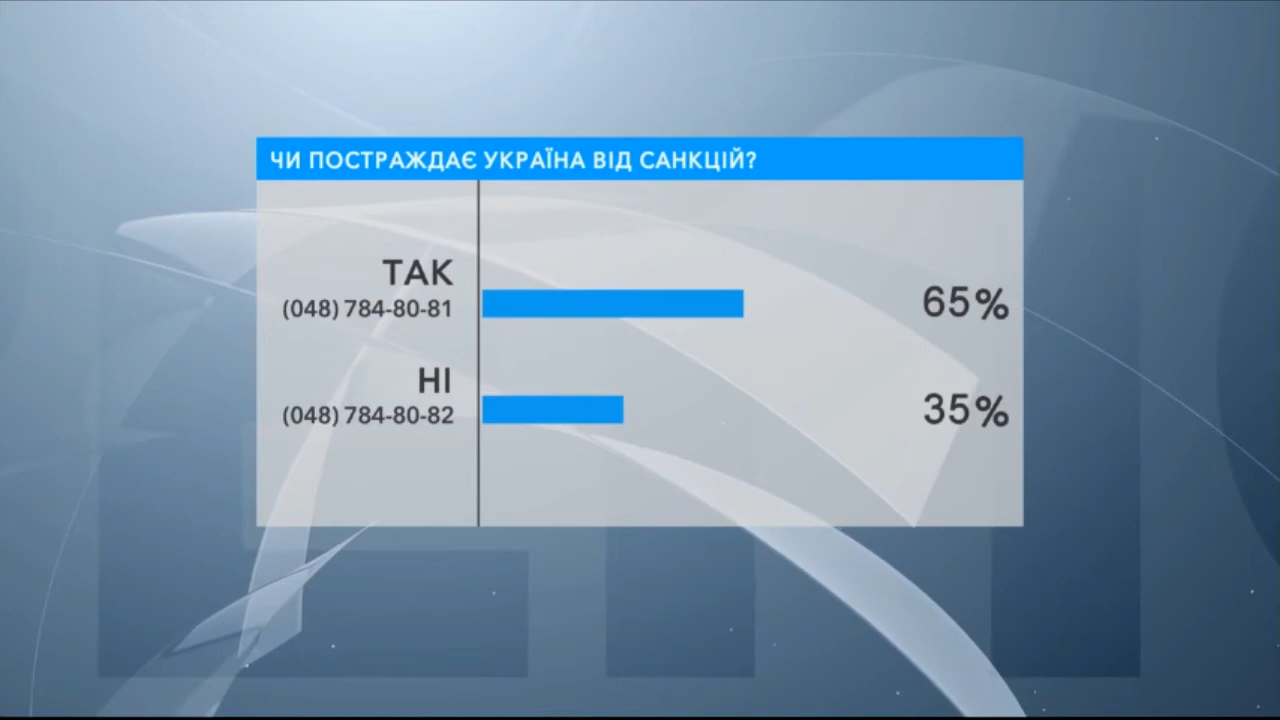 ЧИ ПОСТРАЖДАЄ УКРАЇНА ВІД САНКЦІЙ?
ТАК
(048) 784-80-81
65%
НІ
(048) 784-80-82
35%